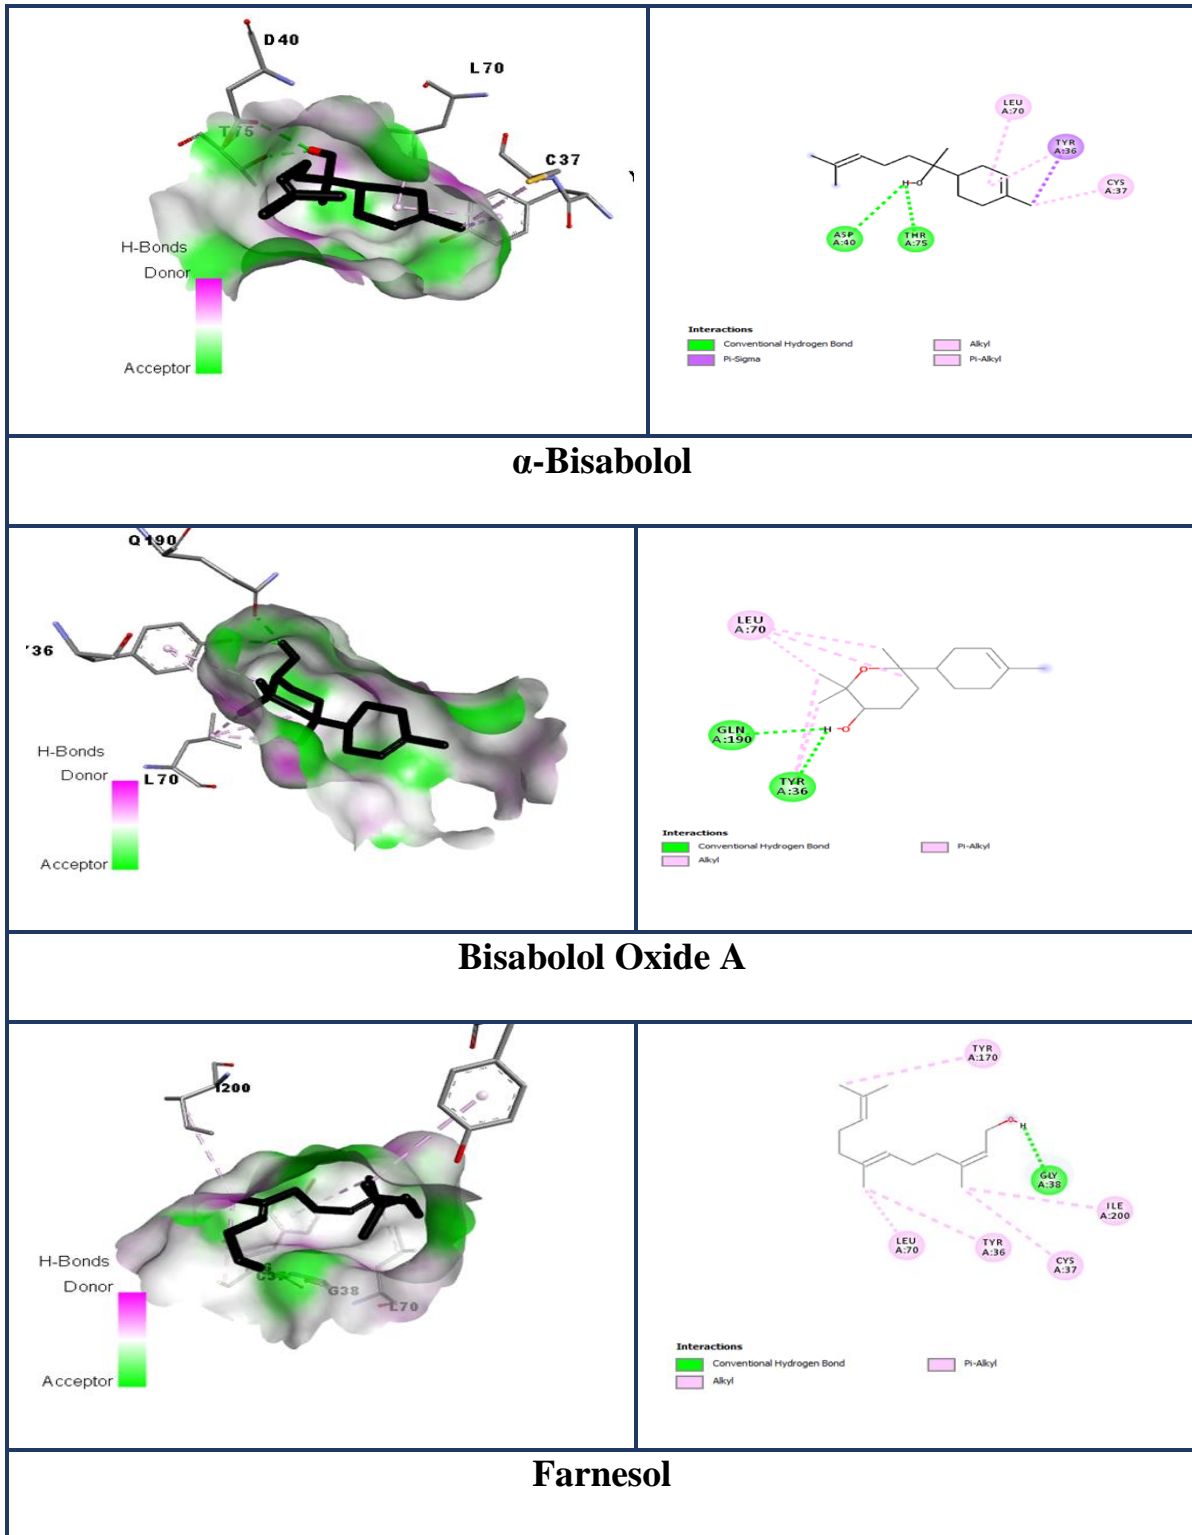 D40
L70
T75
C37
H-Bonds
Donor
Acceptor
LEU
A:70
TYR
A:36
CYS
A:37
H-O
ASP
A:40
THR
A:75
Interactions
Conventional Hydrogen Bond
Alkyl
Pi-Sigma
Pi-Alkyl
α-Bisabolol
Q190
Y36
L70
H-Bonds
Donor
Acceptor
LEU
A:70
O
GLN
A:190
H-O
TYR
A:36
Interactions
Conventional Hydrogen Bond
Pi-Alkyl
Alkyl
Bisabolol Oxide A
I200
C37
G38
L70
H-Bonds
Donor
Acceptor
TYR
A:170
O
H
GLY
A:38
ILE
A:200
LEU
A:70
TYR
A:36
CYS
A:37
Interactions
Conventional Hydrogen Bond
Pi-Alkyl
Alkyl
Farnesol